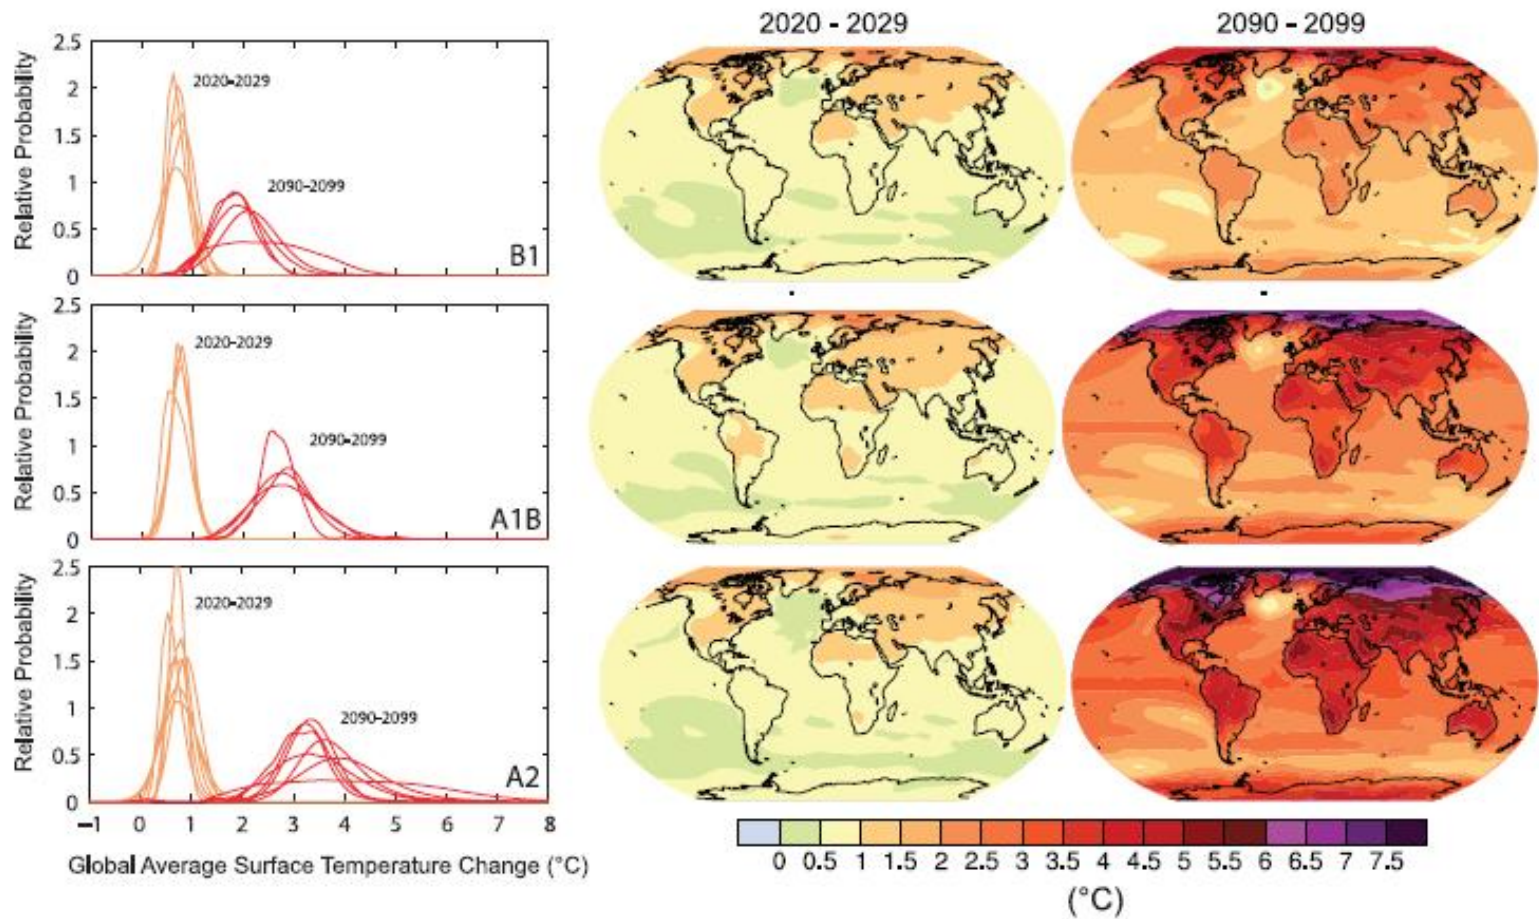 2020 - 2029
2090 - 2099
Relative Probability
2.5
2
1.5
1
0.5
0
2020-2029
2090-2099
B1
Relative Probability
2.5
2
1.5
1
0.5
0
2020-2029
2090-2099
A1B
Relative Probability
2.5
2
1.5
1
0.5
0
2020-2029
2090-2099
A2
−1 0 1 2 3 4 5 6 7 8
Global Average Surface Temperature Change (°C)
0 0.5 1 1.5 2 2.5 3 3.5 4 4.5 5 5.5 6 6.5 7 7.5
(°C)